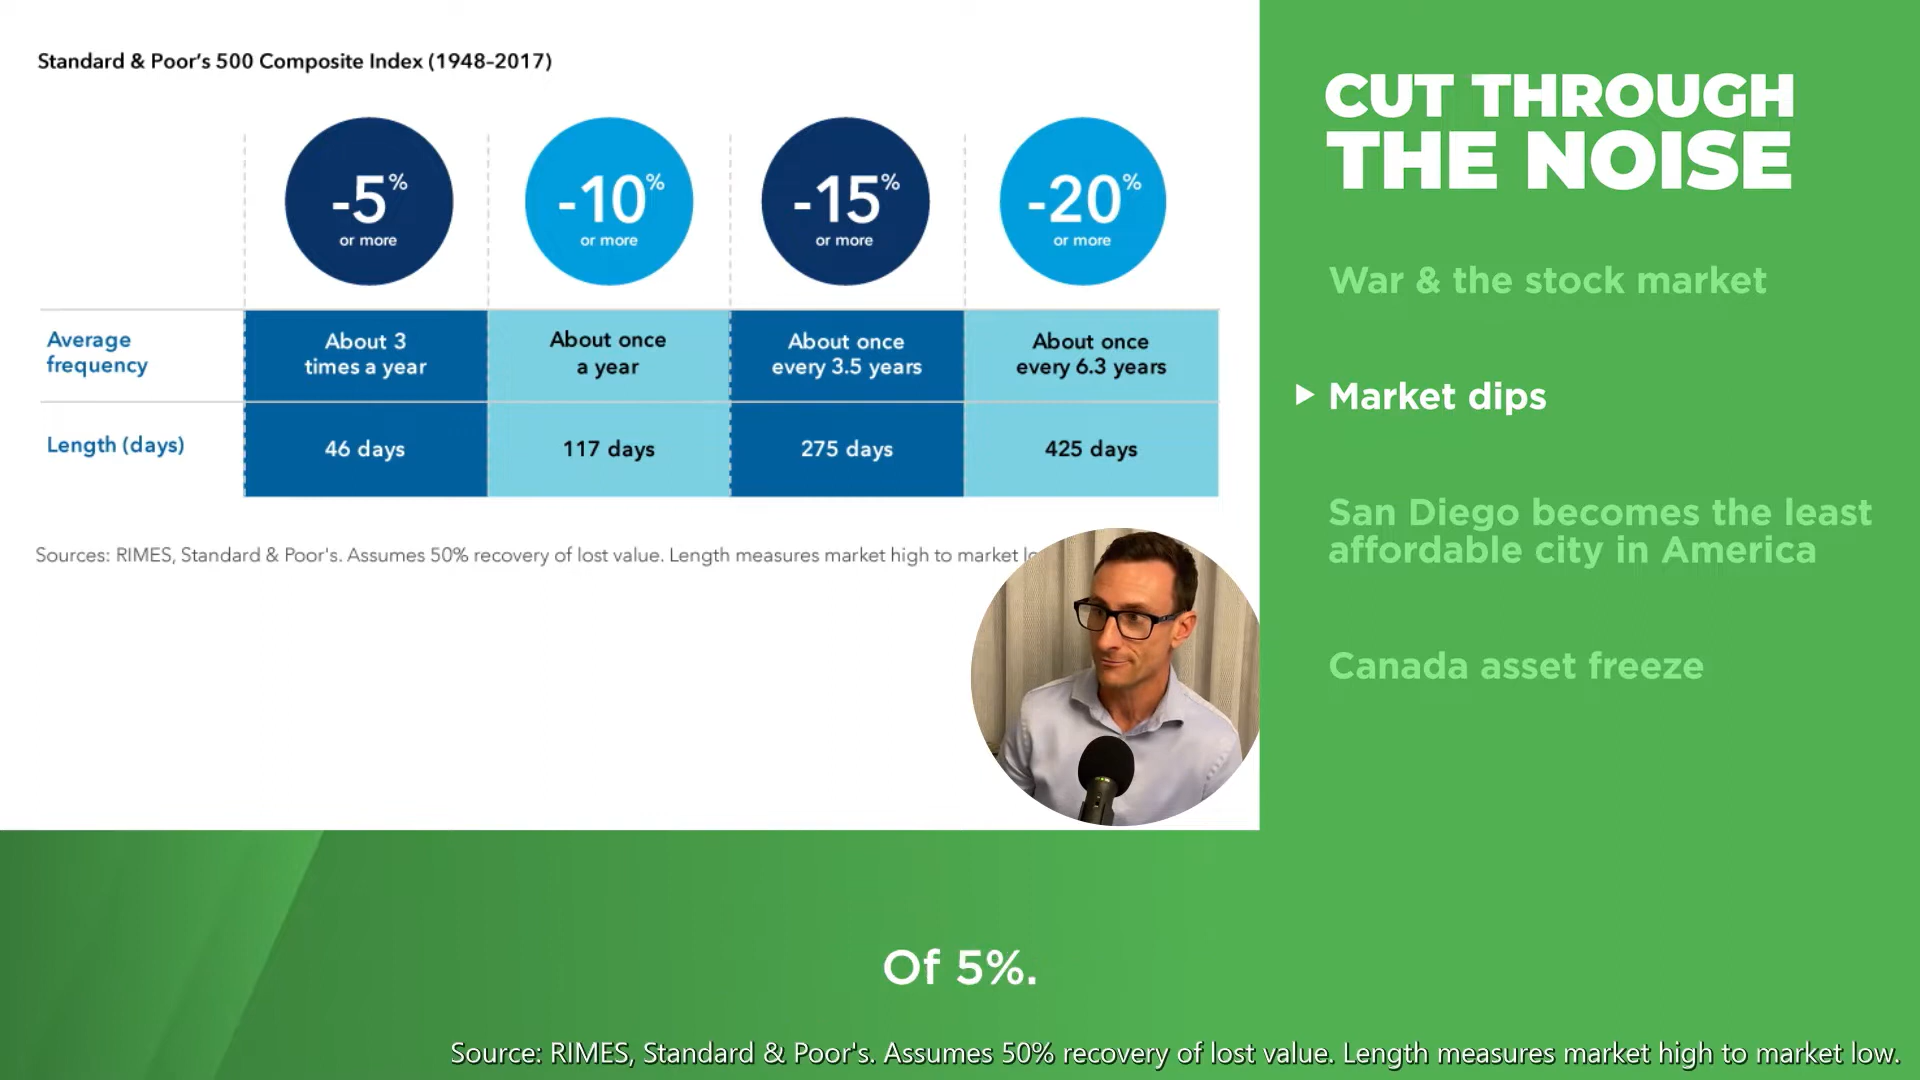 Standard & Poor's 500 Composite Index (1948–2017)
-5%
or more
-10%
or more
-15%
or more
-20%
or more
Average
frequency
About 3
times a year
About once
a year
About once
every 3.5 years
About once
every 6.3 years
Length (days)
46 days
117 days
275 days
425 days
Sources: RIMES, Standard & Poor's. Assumes 50% recovery of lost value. Length measures market high to market
CUT THROUGH
THE NOISE
War & the stock market
Market dips
San Diego becomes the least
affordable city in America
Canada asset freeze
Of 5%.
Source: RIMES, Standard & Poor's. Assumes 50% recovery of lost value. Length measures market high to market low.